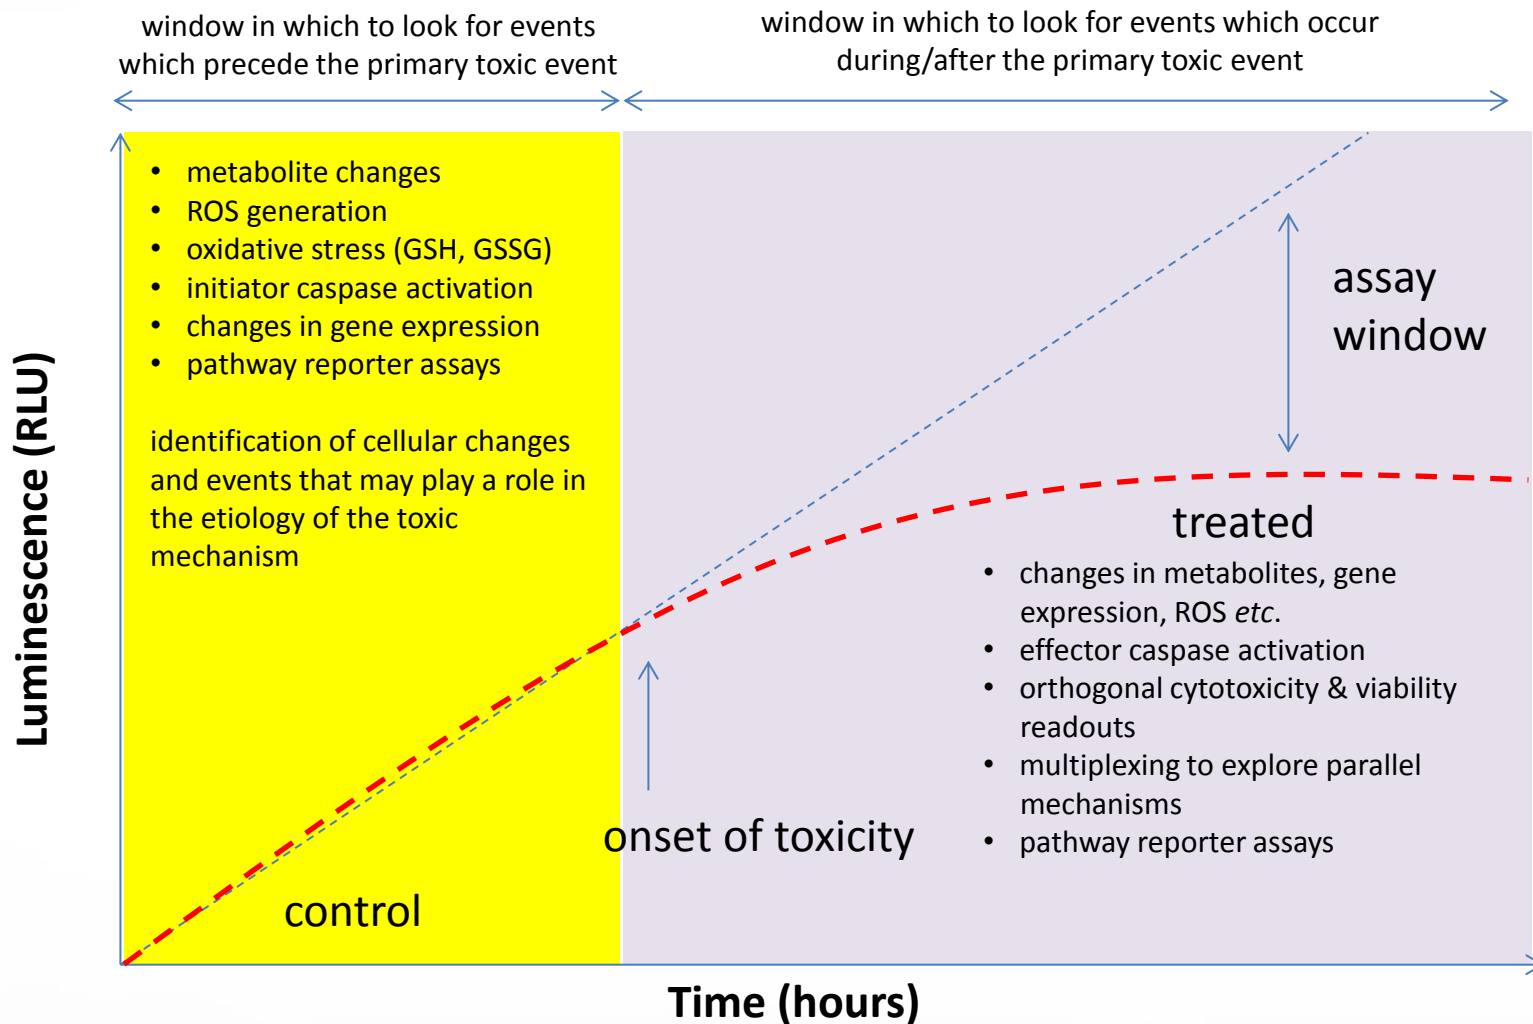 window in which to look for events
which precede the primary toxic event
window in which to look for events which occur
during/after the primary toxic event
• metabolite changes
• ROS generation
• oxidative stress (GSH, GSSG)
• initiator caspase activation
• changes in gene expression
• pathway reporter assays
identification of cellular changes
and events that may play a role in
the etiology of the toxic
mechanism
assay
window
treated
• changes in metabolites, gene
expression, ROS etc.
• effector caspase activation
• orthogonal cytotoxicity & viability
readouts
• multiplexing to explore parallel
mechanisms
• pathway reporter assays
onset of toxicity
control
Luminescence (RLU)
Time (hours)